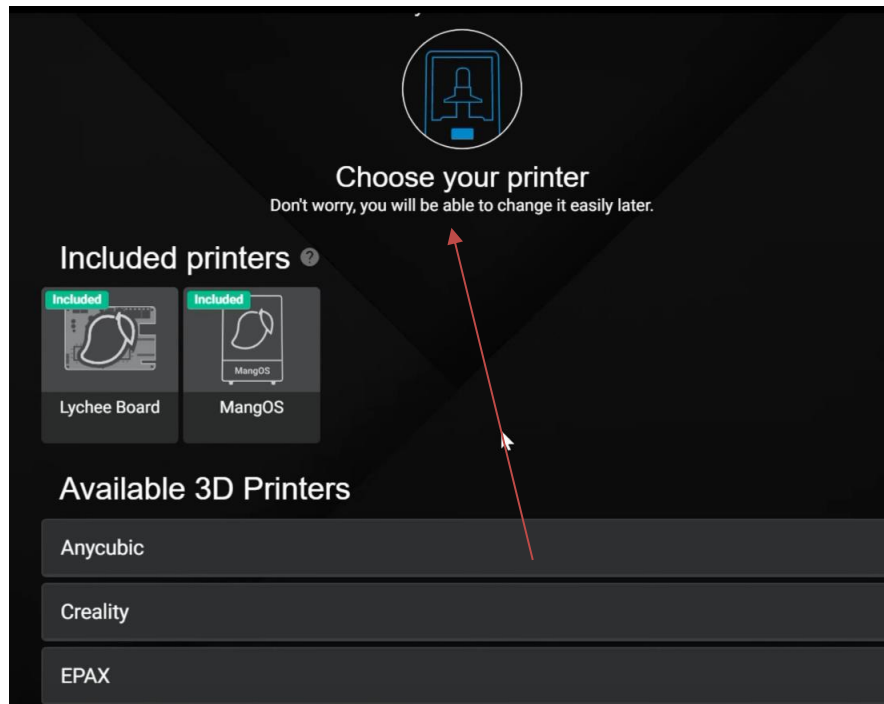 Choose your printer
Don't worry, you will be able to change it easily later.
Included printers ?
Included Included
MangOS
Lychee Board MangOS
Available 3D Printers
Anycubic
Creality
EPAX